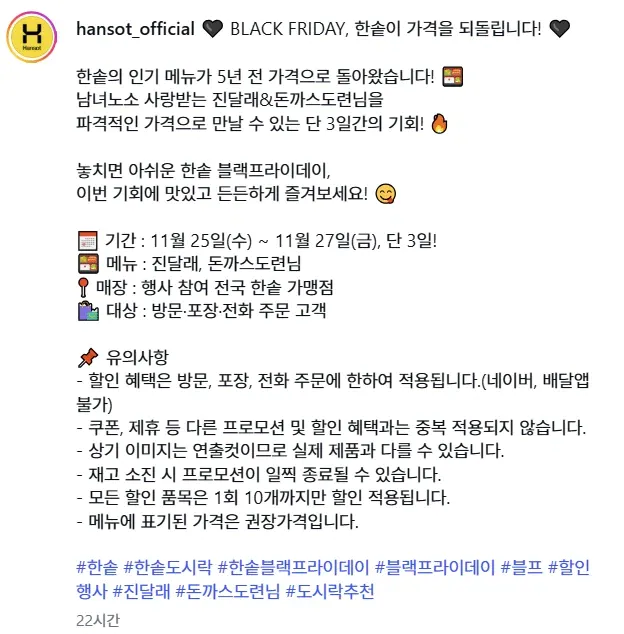 H
Hansot
hansot_official 🖤 BLACK FRIDAY, 한솥이 가격을 되돌립니다! 🖤
한솥의 인기 메뉴가 5년 전 가격으로 돌아왔습니다! 🍱
남녀노소 사랑받는 진달래&돈까스도련님을
파격적인 가격으로 만날 수 있는 단 3일간의 기회! 🔥
놓치면 아쉬운 한솥 블랙프라이데이,
이번 기회에 맛있고 든든하게 즐겨보세요! 😋
🗓️ 기간 : 11월 25일(수) ~ 11월 27일(금), 단 3일!
🍱 메뉴 : 진달래, 돈까스도련님
📍 매장 : 행사 참여 전국 한솥 가맹점
🛍️ 대상 : 방문·포장·전화 주문 고객
📌 유의사항
- 할인 혜택은 방문, 포장, 전화 주문에 한하여 적용됩니다.(네이버, 배달앱
불가)
- 쿠폰, 제휴 등 다른 프로모션 및 할인 혜택과는 중복 적용되지 않습니다.
- 상기 이미지는 연출컷이므로 실제 제품과 다를 수 있습니다.
- 재고 소진 시 프로모션이 일찍 종료될 수 있습니다.
- 모든 할인 품목은 1회 10개까지만 할인 적용됩니다.
- 메뉴에 표기된 가격은 권장가격입니다.
#한솥 #한솥도시락 #한솥블랙프라이데이 #블랙프라이데이 #블프 #할인
행사 #진달래 #돈까스도련님 #도시락추천
22시간